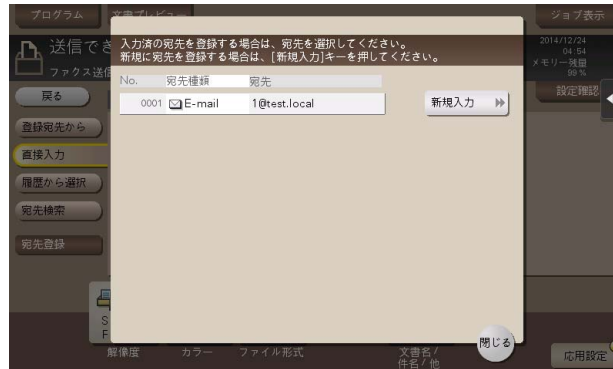 プログラム
文書プレビュー
ジョブ表示
送信でき
ファクス送信
2014/12/24
04:54
メモリー残量
99 %
入力済の宛先を登録する場合は、宛先を選択してください。
新規に宛先を登録する場合は、[新規入力]キーを押してください。
No. 宛先種類 宛先
0001 E-mail 1@test.local
新規入力
戻る
設定確認
登録宛先から
直接入力
履歴から選択
宛先検索
宛先登録
S
F
解像度
カラー
ファイル形式
文書名/
件名/他
閉じる
応用設定